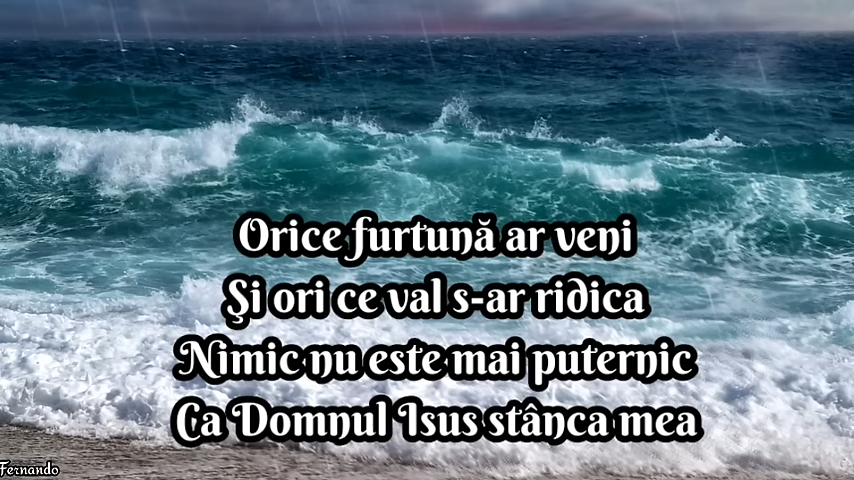 Orice furtună ar veni
Şi ori ce val s-ar ridica
Nimic nu este mai puternic
Ca Domnul Isus stânca mea
Fernando